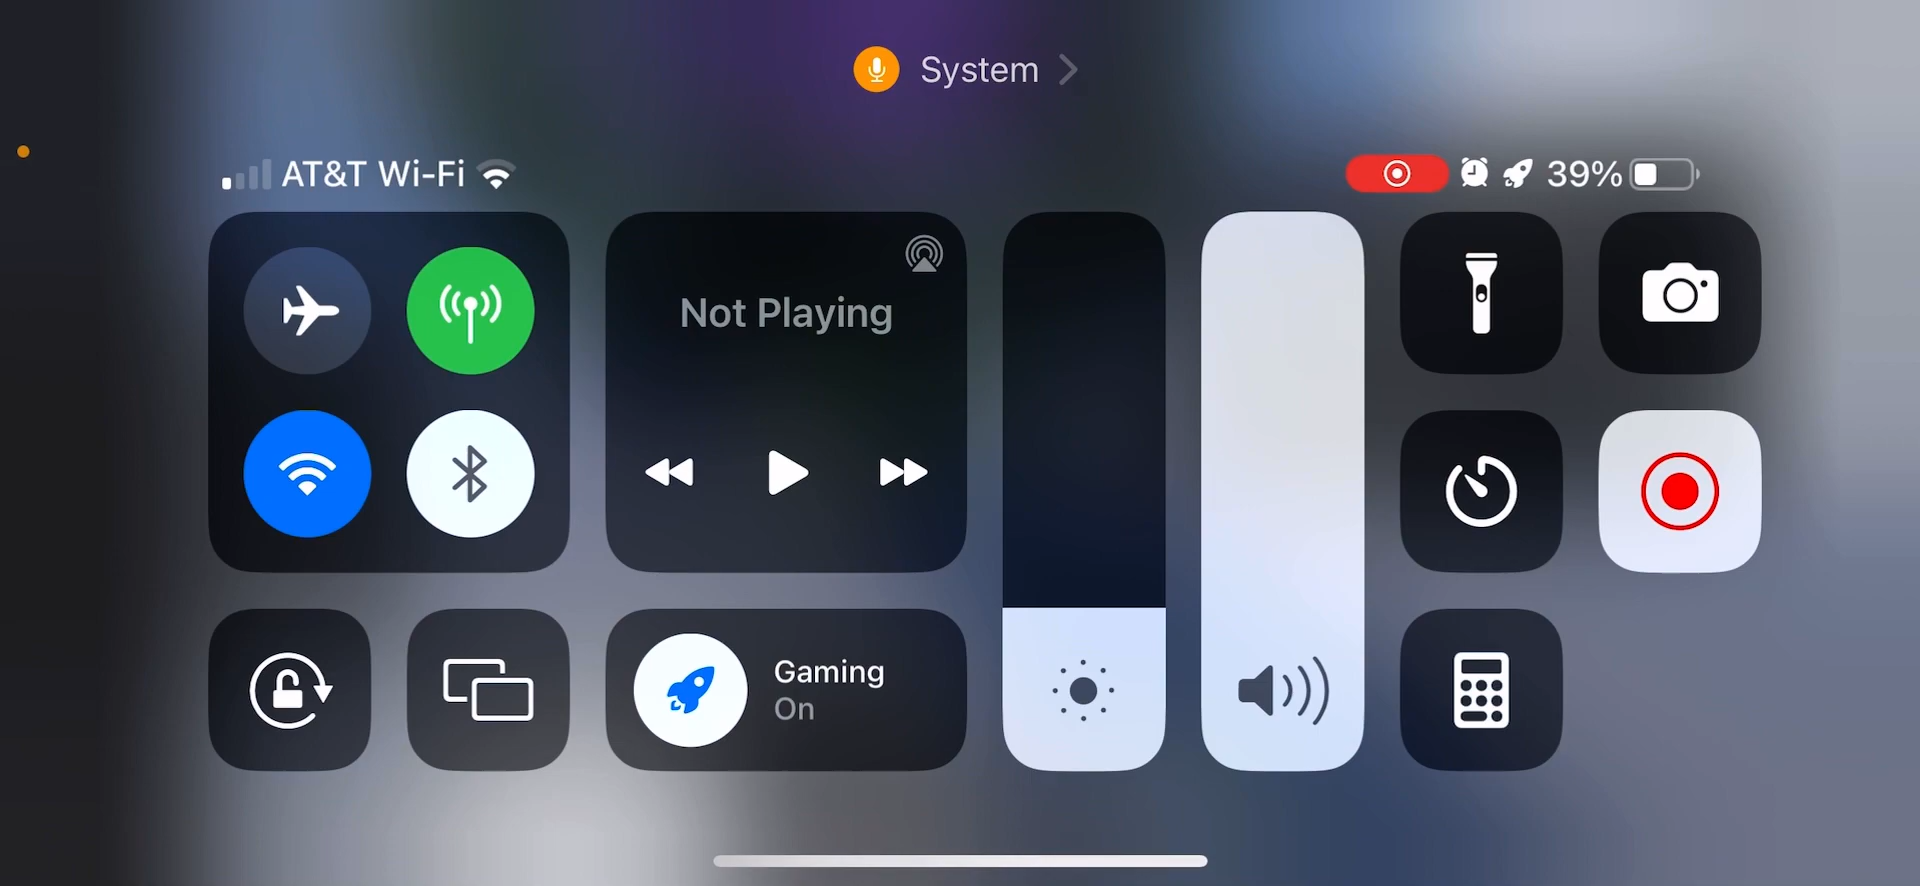 System
AT&T Wi-Fi
39%
Not Playing
Gaming
On